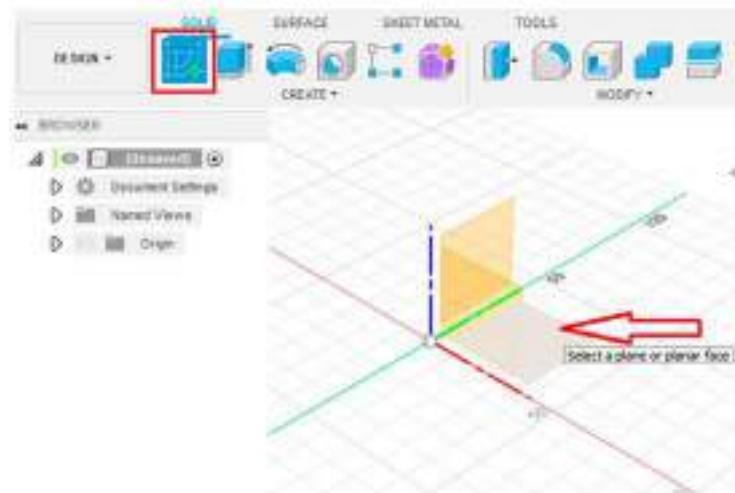 SOLID SURFACE SHEET METAL TOOLS
DESIGN
CREATE MODIFY
BROWSER
(Unsaved)
Document Settings
Named Views
Origin
Select a plane or planar face